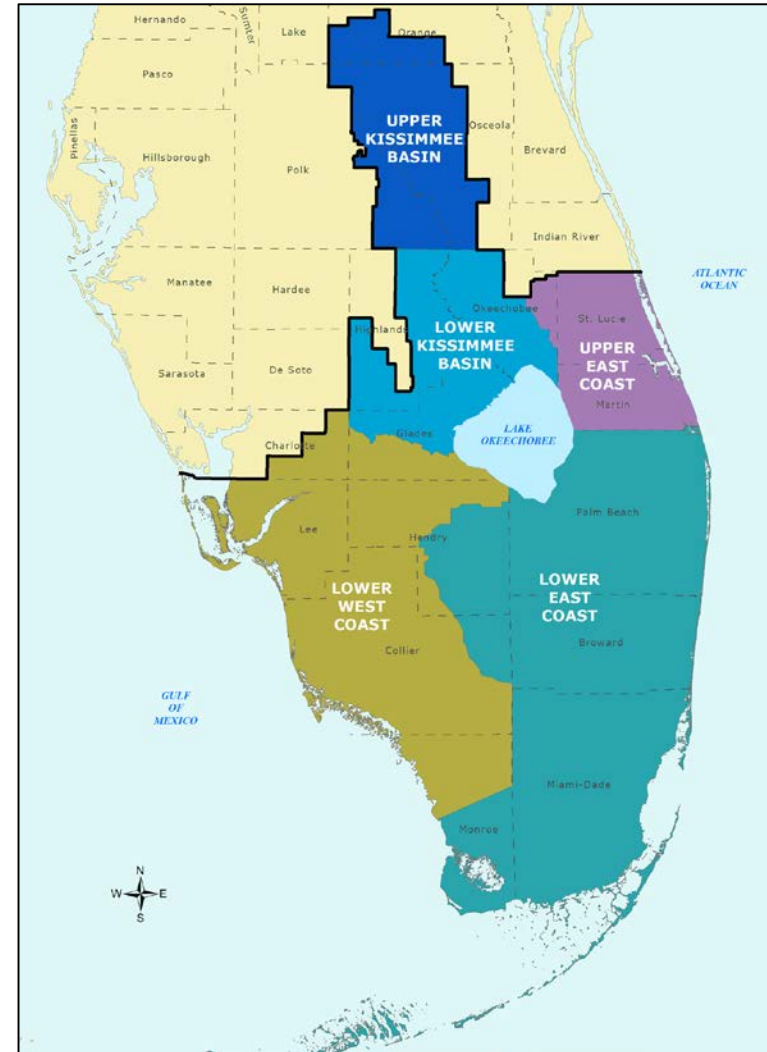 Hernando
Sumter
Lake
Orange
Pasco
UPPER
KISSIMMEE
BASIN
Osceola
Pinellas
Hillsborough
Polk
Brevard
Indian River
ATLANTIC
OCEAN
Manatee
Hardee
Okeechobee
St. Lucie
Highlands
LOWER
KISSIMMEE
BASIN
UPPER
EAST
COAST
Sarasota
De Soto
Martin
Charlotte
Glades
LAKE
OKEECHOBEE
Palm Beach
Lee
Hendry
LOWER
WEST
COAST
LOWER
EAST
COAST
Collier
Broward
GULF
OF
MEXICO
Miami-Dade
Monroe
N
W
E
S